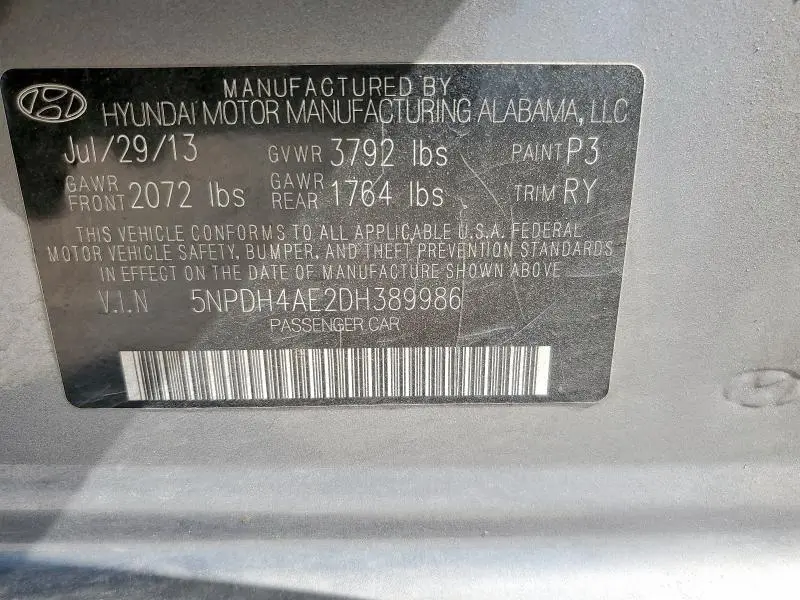 MANUFACTURED BY
HYUNDAI MOTOR MANUFACTURING ALABAMA, LLC
Jul/29/13 GVWR 3792 lbs PAINT P3
GAWR FRONT 2072 lbs GAWR REAR 1764 lbs TRIM RY
THIS VEHICLE CONFORMS TO ALL APPLICABLE U.S.A. FEDERAL
MOTOR VEHICLE SAFETY, BUMPER, AND THEFT PREVENTION STANDARDS
IN EFFECT ON THE DATE OF MANUFACTURE SHOWN ABOVE.
V.I.N 5NPDH4AE2DH389986
PASSENGER CAR